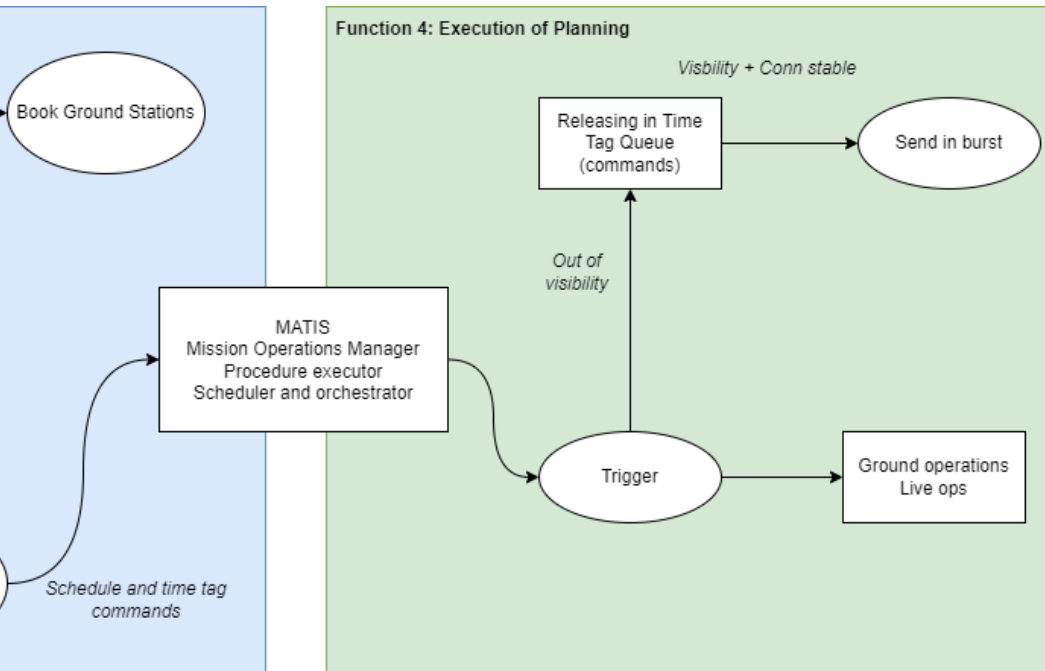 Function 4: Execution of Planning
Visbility + Conn stable
Book Ground Stations
Releasing in Time
Tag Queue
(commands)
Send in burst
Out of
visibility
MATIS
Mission Operations Manager
Procedure executor
Scheduler and orchestrator
Trigger
Ground operations
Live ops
Schedule and time tag
commands